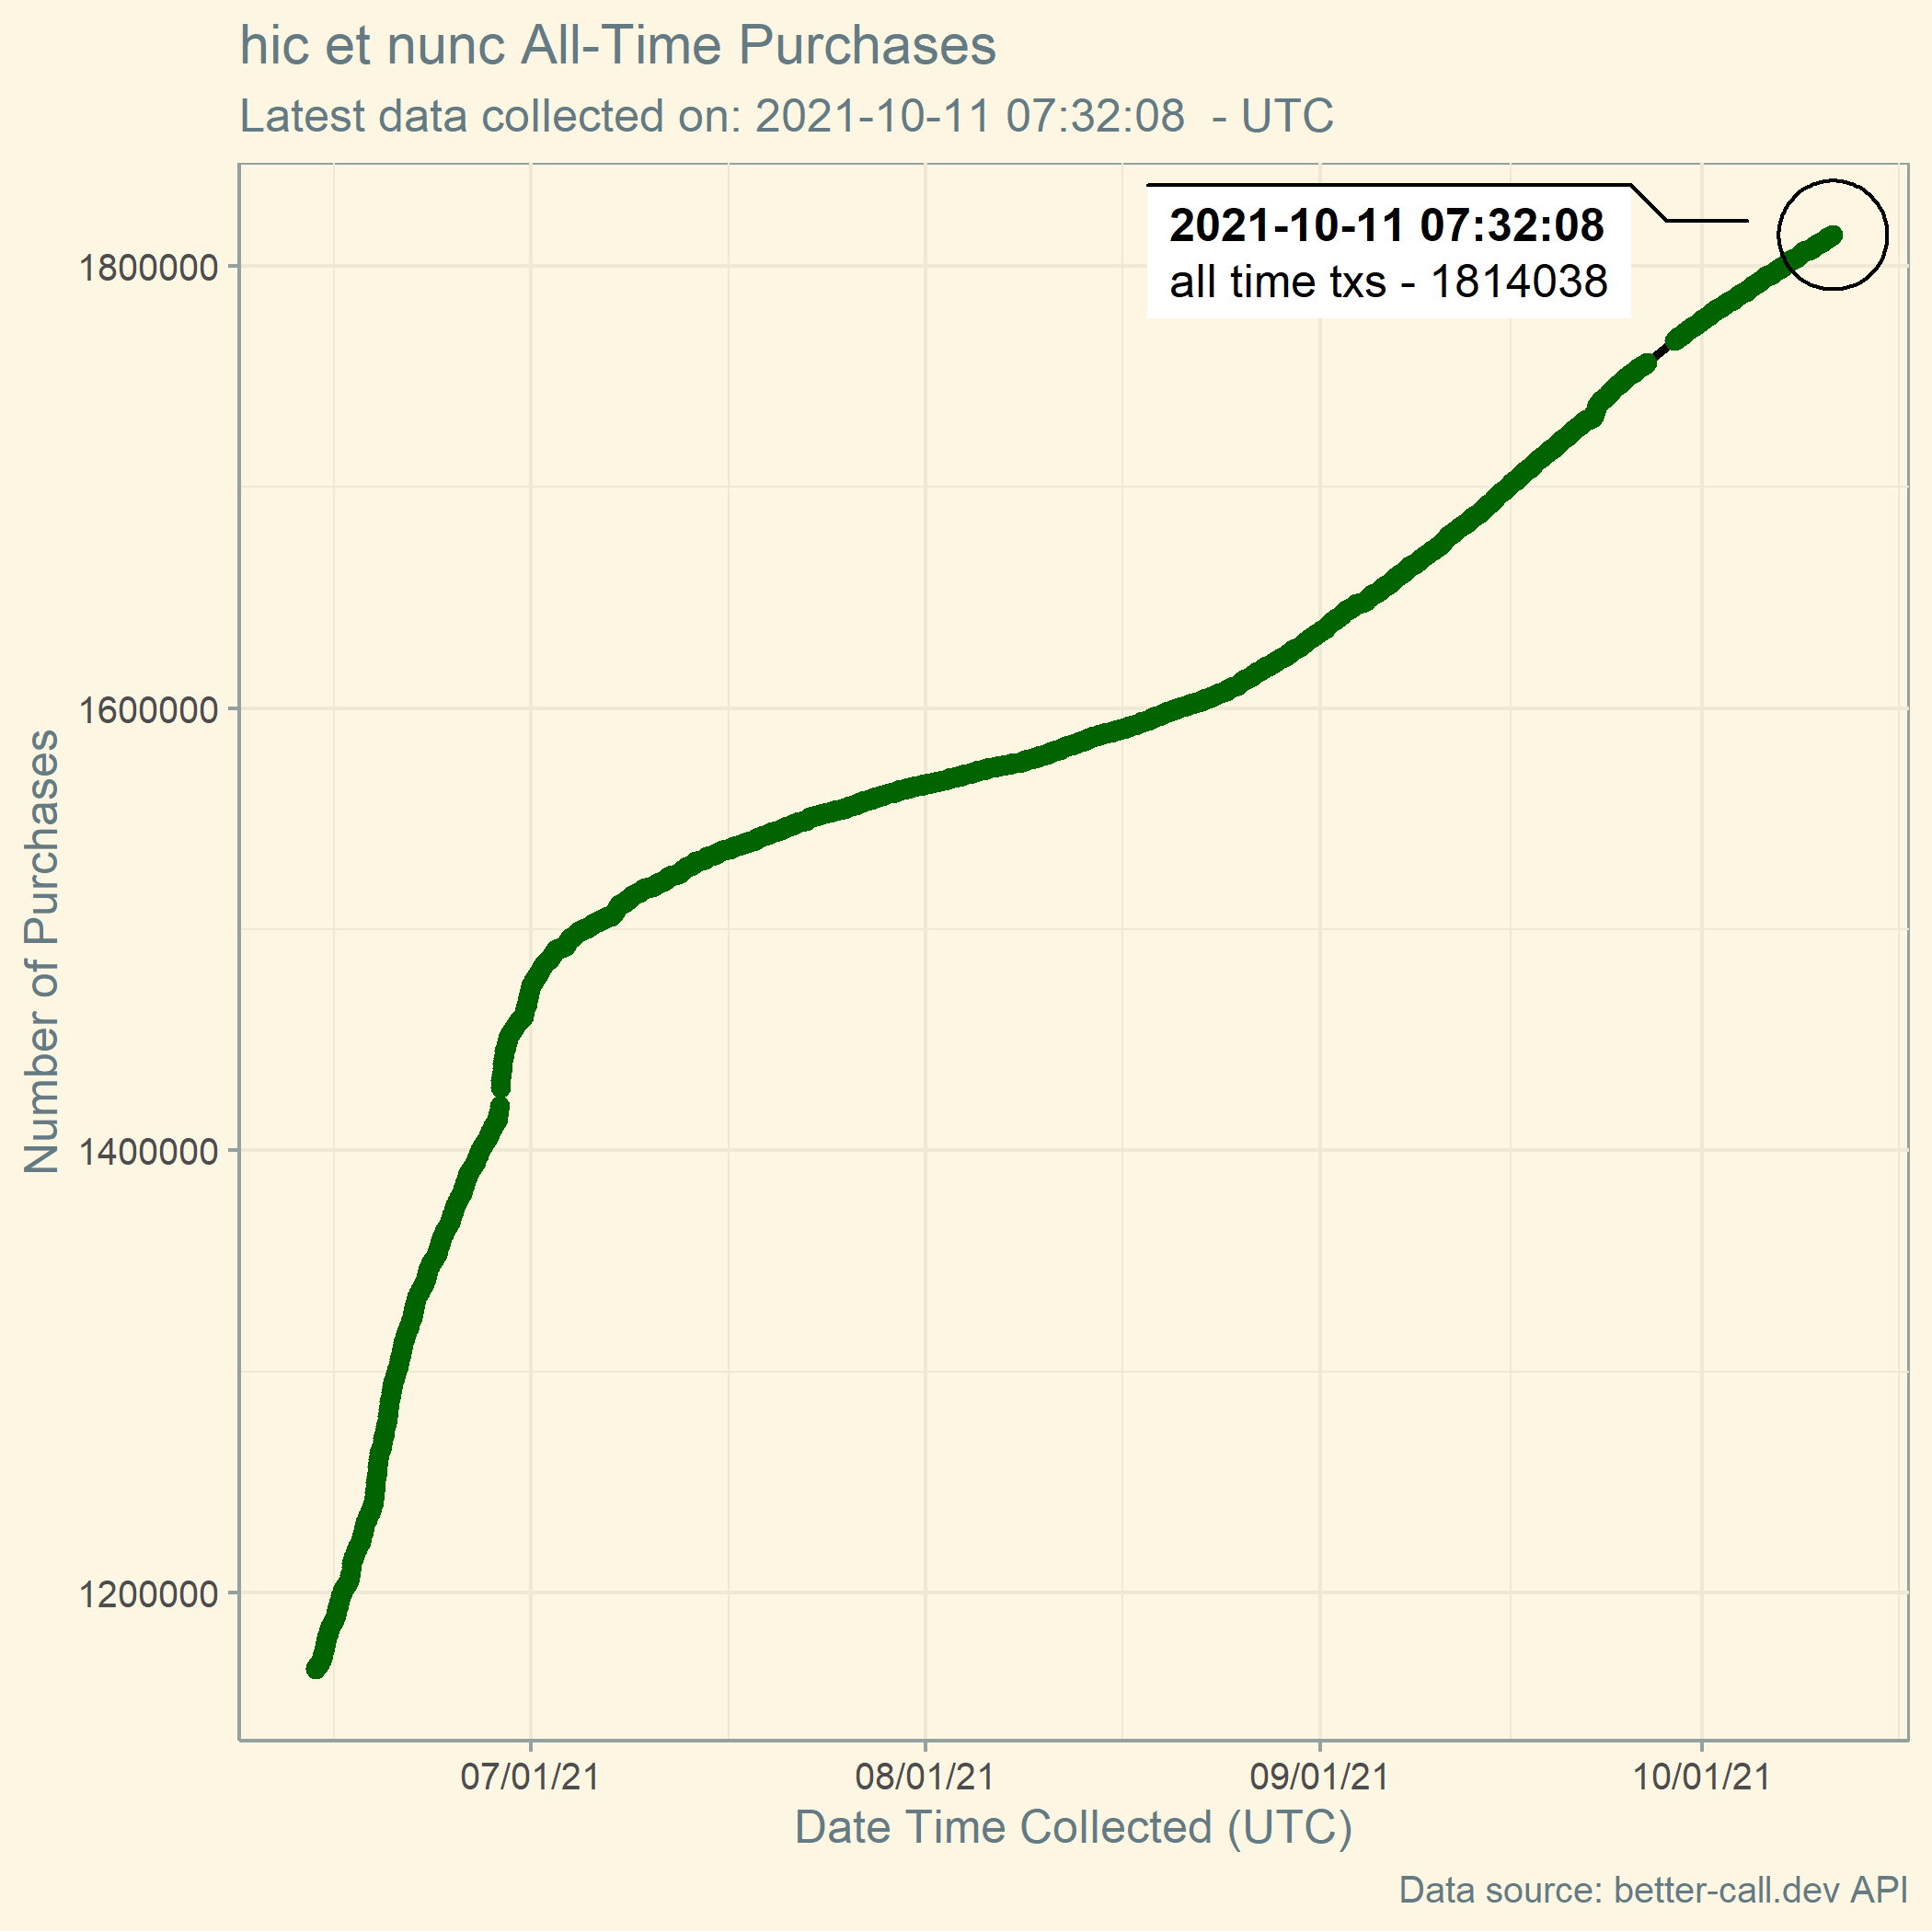 hic et nunc All-Time Purchases
Latest data collected on: 2021-10-11 07:32:08  - UTC
2021-10-11 07:32:08
all time txs - 1814038
Number of Purchases
1800000
1600000
1400000
1200000
07/01/21 08/01/21 09/01/21 10/01/21
Date Time Collected (UTC)
Data source: better-call.dev API